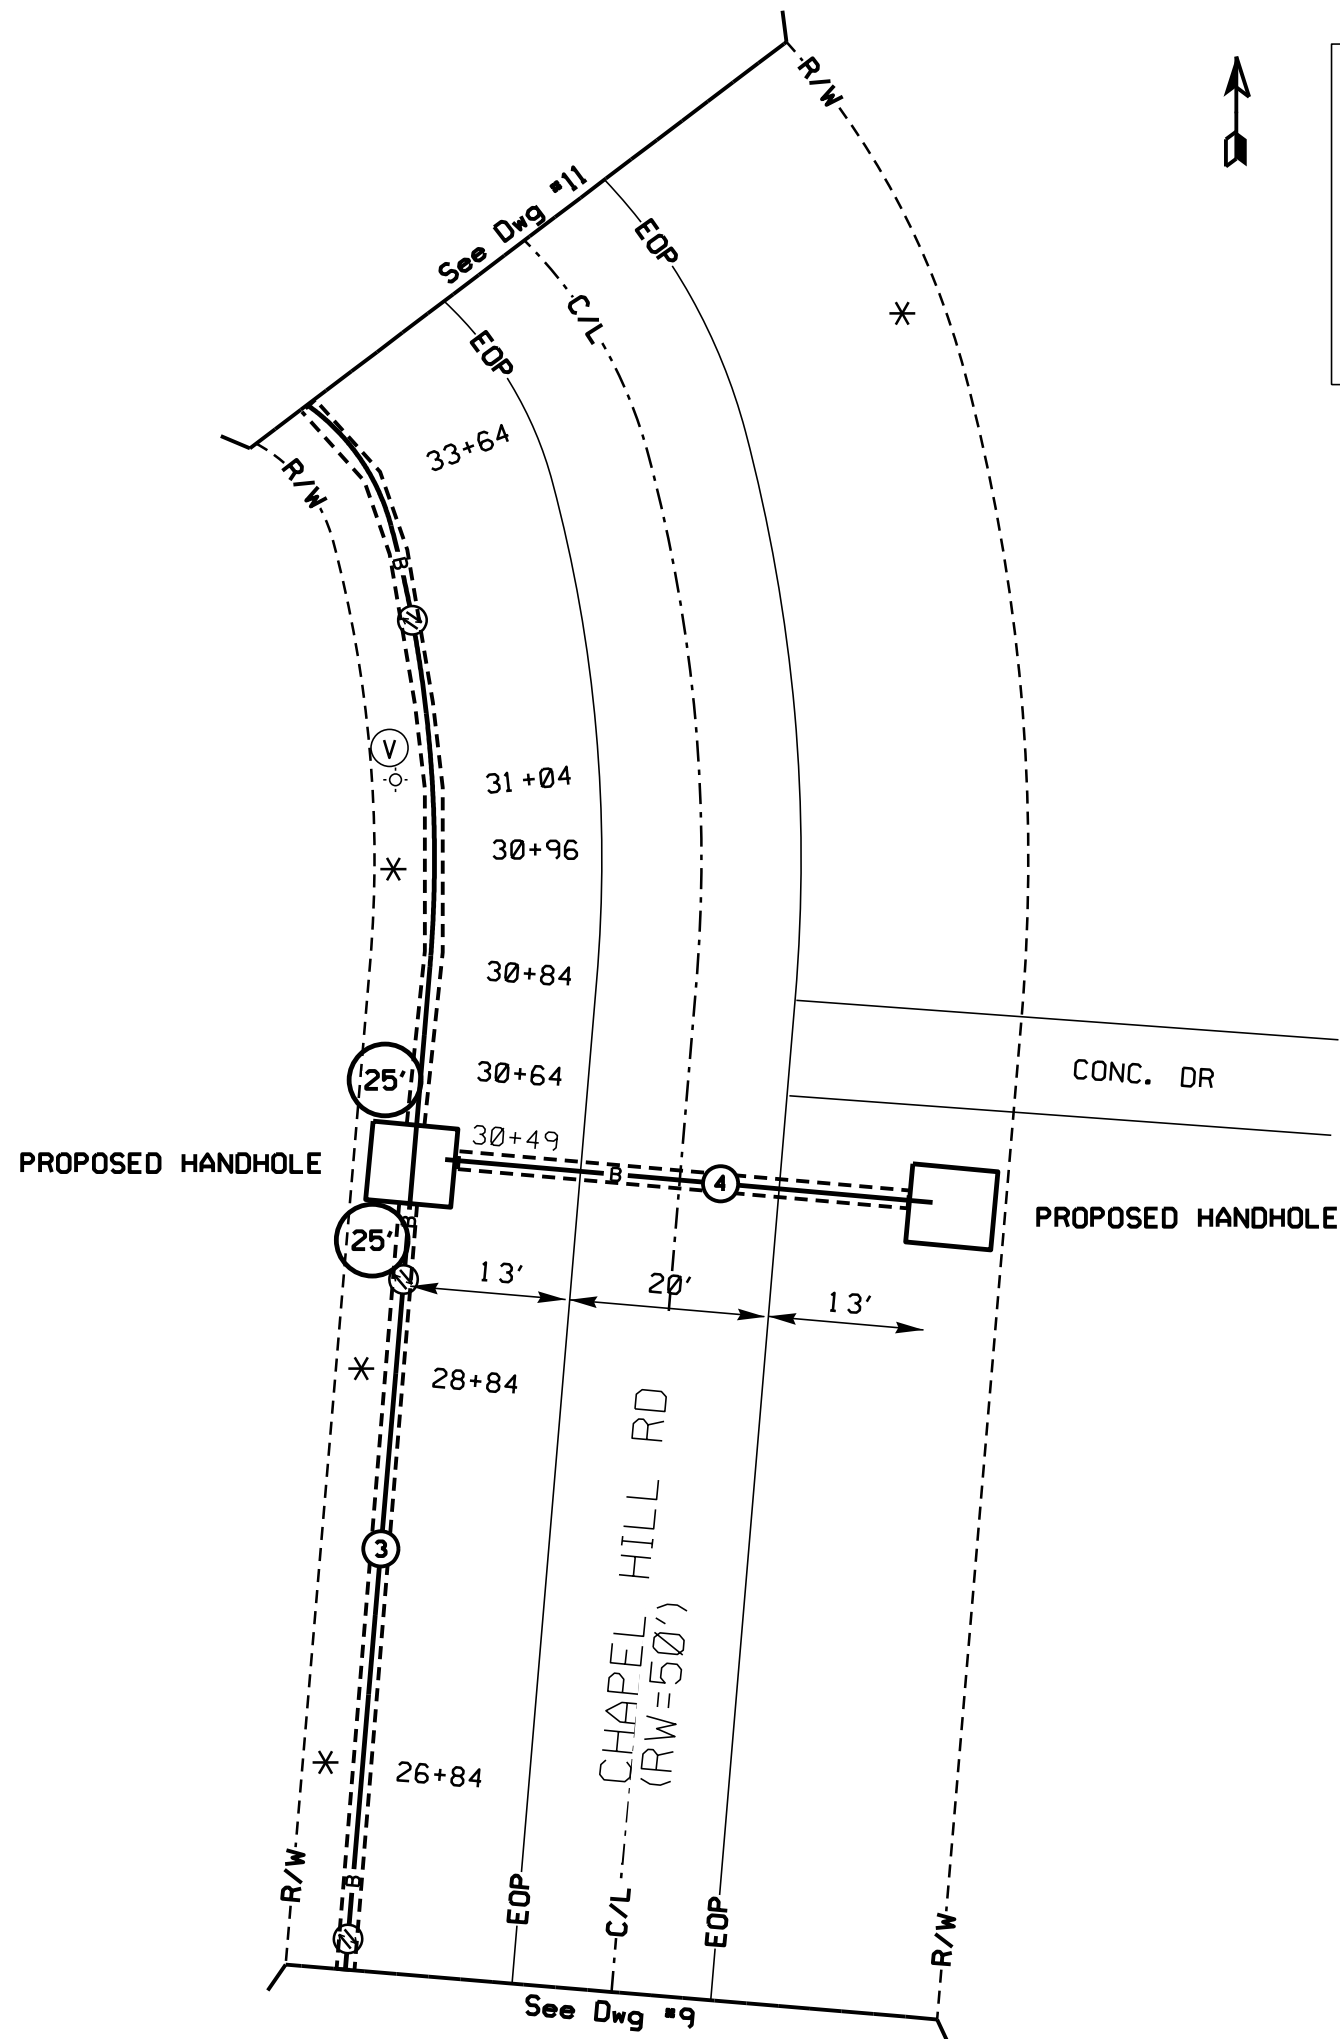 R/W
See Dwg #11
EOP
C/L
EOP
33+64
R/W
B
V
31+04
30+96
30+84
30+64
25'
CONC. DR
30+49
PROPOSED HANDHOLE
B
4
PROPOSED HANDHOLE
B
25'
13'
20'
13'
28+84
3
CHAPEL HILL RD
(RW=50')
26+84
B
R/W
EOP
C/L
EOP
R/W
See Dwg #9